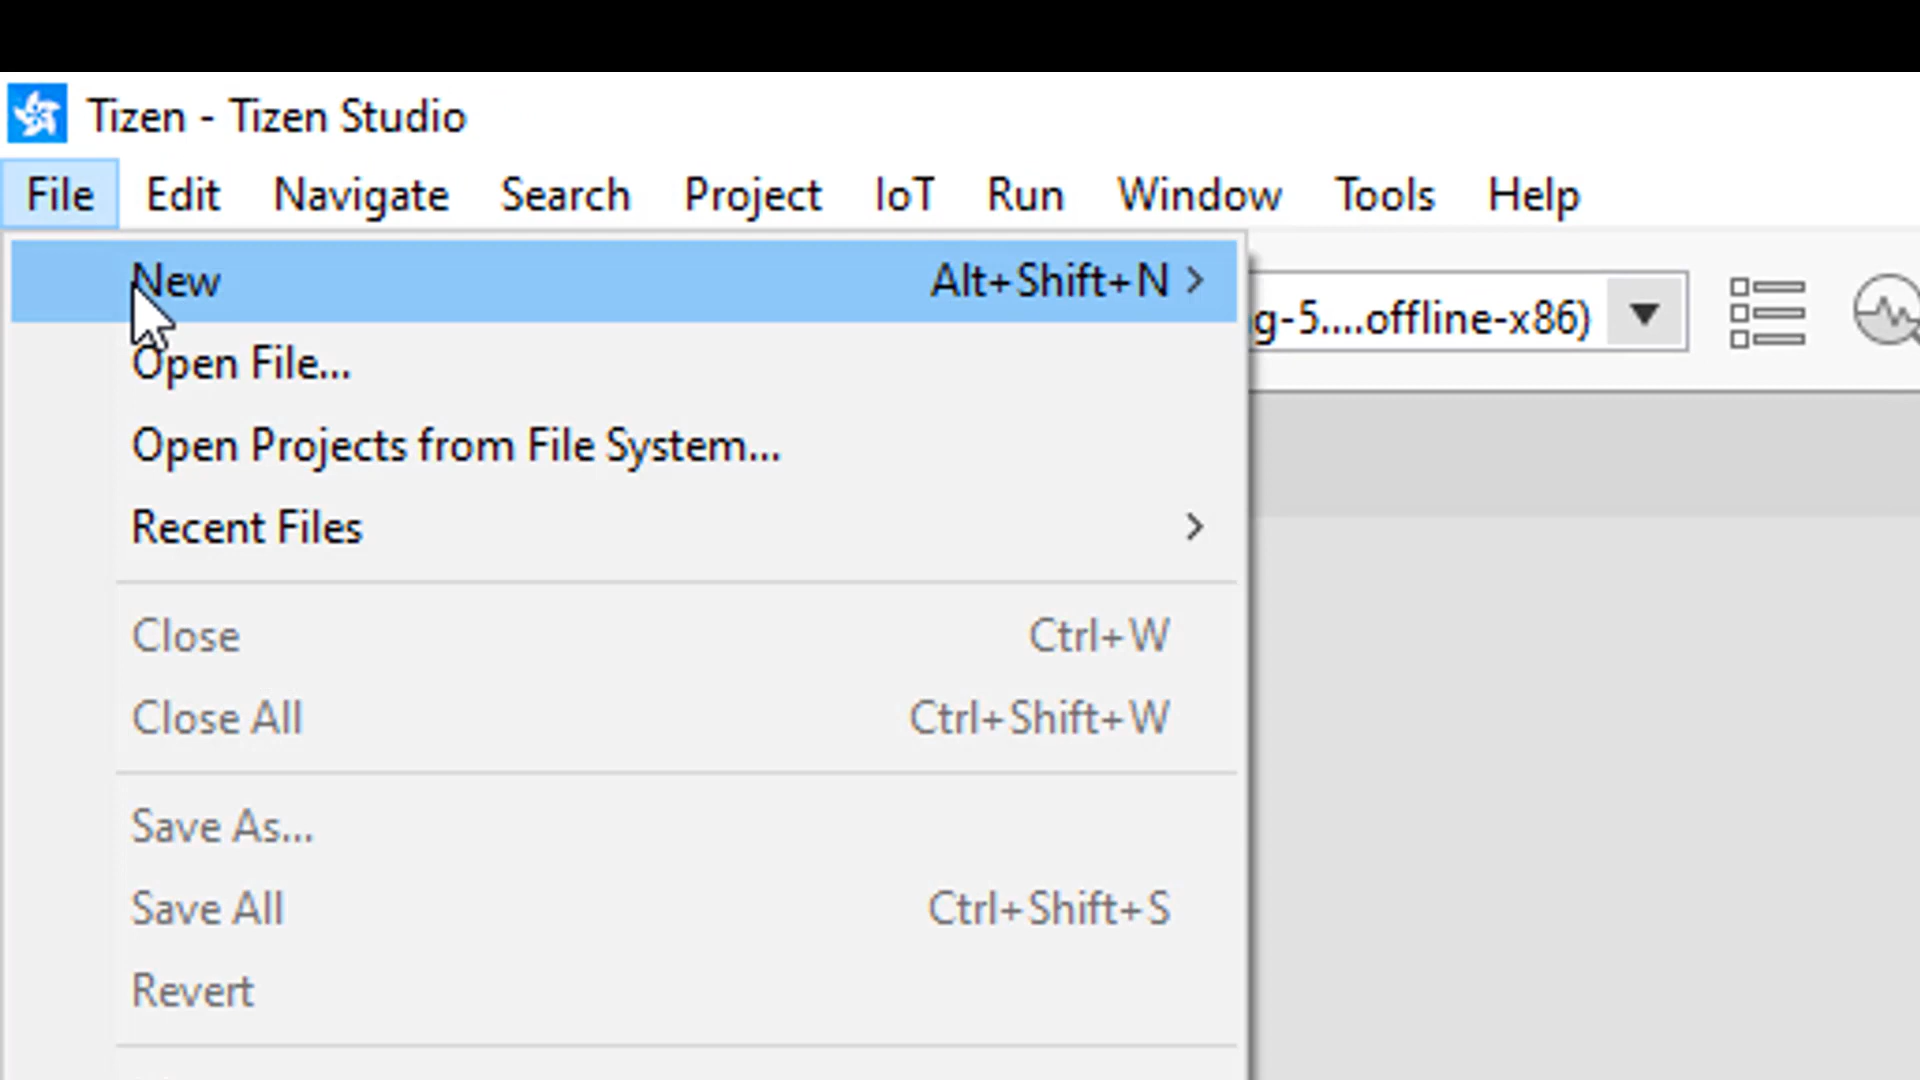 Tizen - Tizen Studio
File Edit Navigate Search Project IoT Run Window Tools Help
New Alt+Shift+N >
g-5....offline-x86)
Open File...
Open Projects from File System...
Recent Files >
Close Ctrl+W
Close All Ctrl+Shift+W
Save As...
Save All Ctrl+Shift+S
Revert